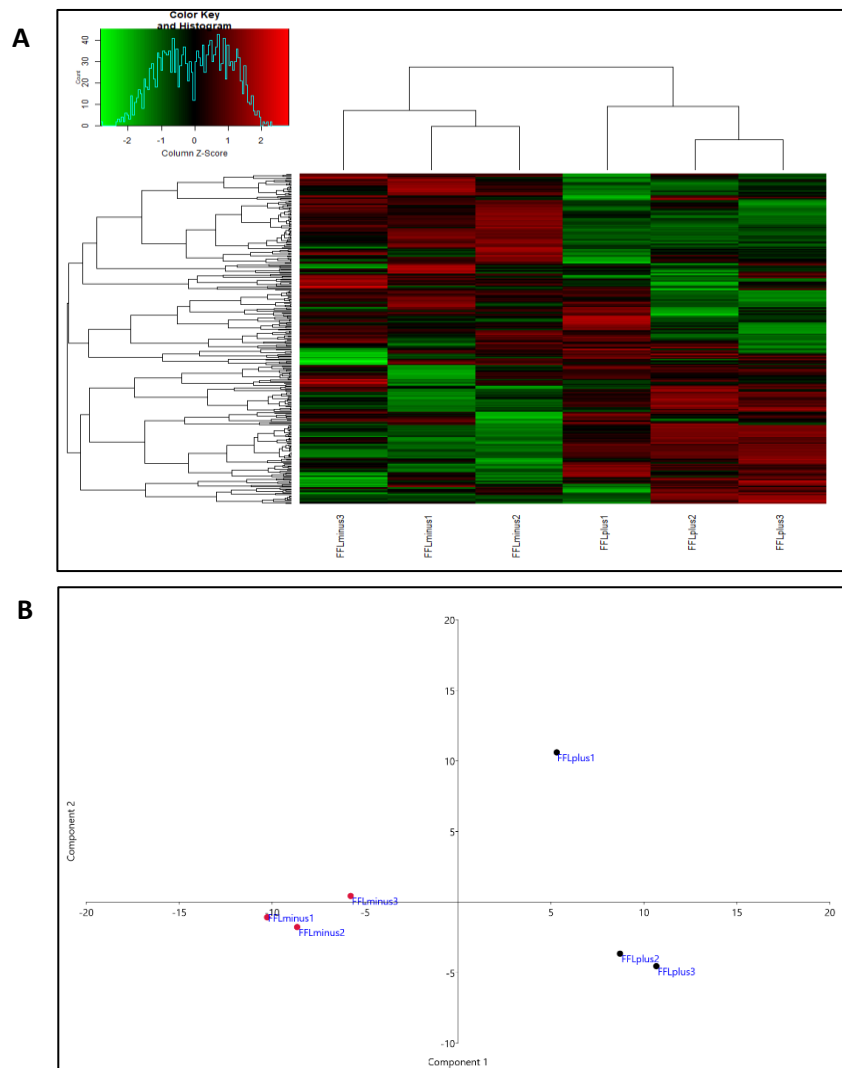 A
Color Key
and Histogram
Count
0 10 20 30 40
-2 -1 0 1 2
Column Z-Score
FFLminus3
FFLminus1
FFLminus2
FFLplus1
FFLplus2
FFLplus3
B
20
15
10
FFLplus1
5
Component 2
FFLminus3
-20 -15 -10 -5 5 10 15 20
FFLminus1
FFLminus2
FFLplus2
FFLplus3
-5
-10
Component 1